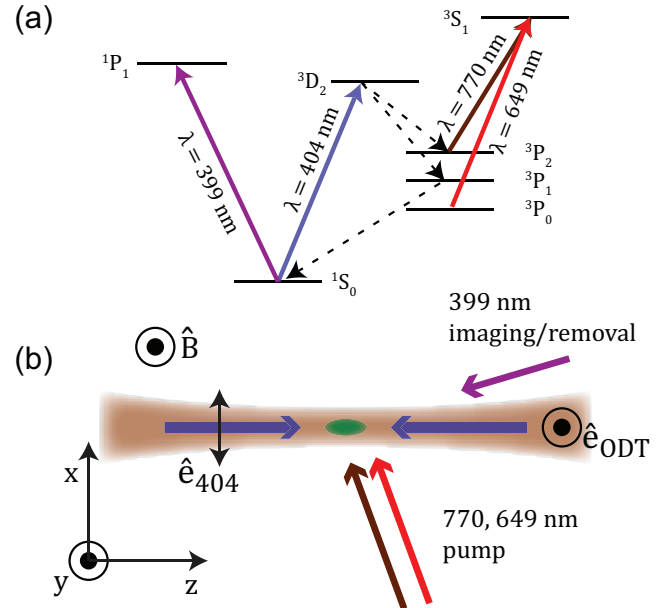 (a)
³S₁
¹P₁
³D₂
λ = 770 nm
λ = 649 nm
λ = 399 nm
λ = 404 nm
³P₂
³P₁
³P₀
¹S₀
(b)
B̂
399 nm
imaging/removal
ê₄₀₄
ê_ODT
x
y
z
770, 649 nm
pump